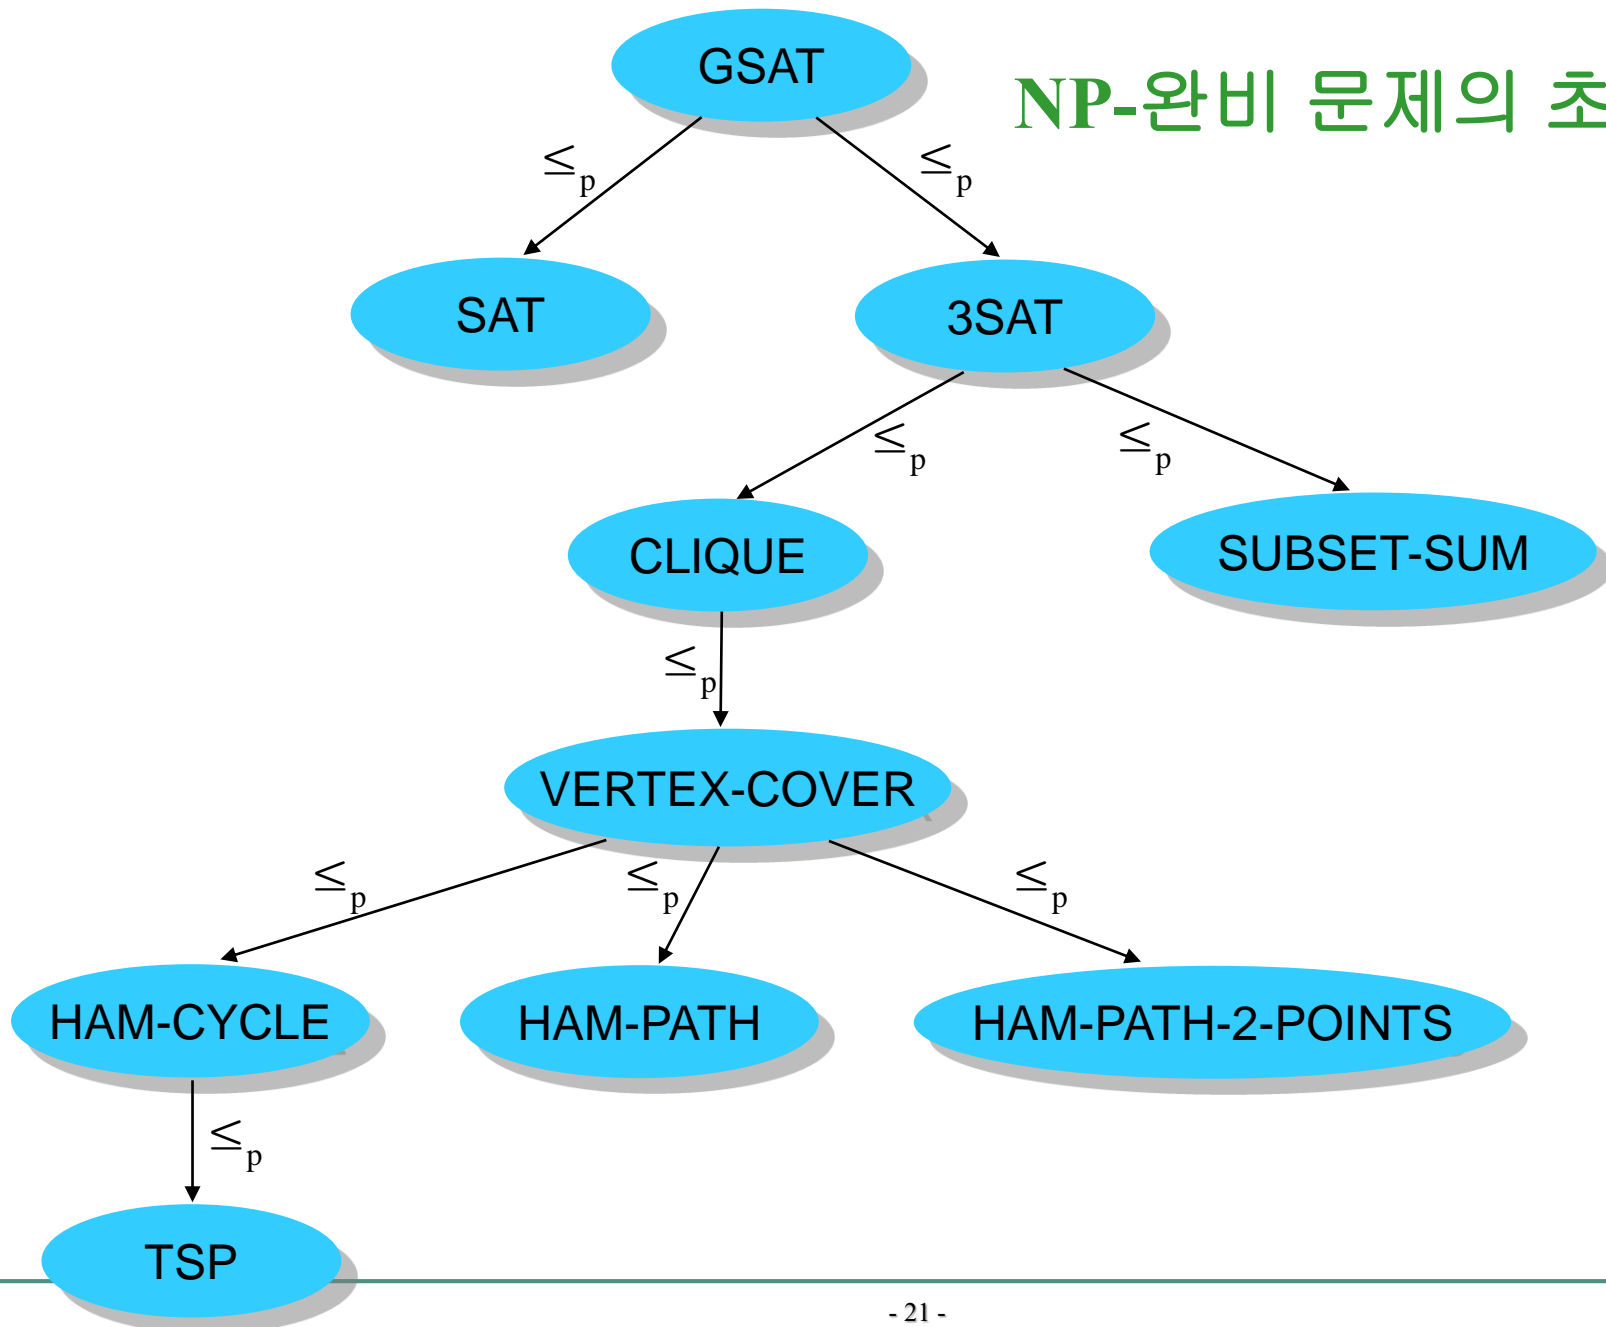 GSAT
NP-완비 문제의 초
≤p
≤p
SAT
3SAT
≤p
≤p
CLIQUE
SUBSET-SUM
≤p
VERTEX-COVER
≤p
≤p
≤p
HAM-CYCLE
HAM-PATH
HAM-PATH-2-POINTS
≤p
TSP
- 21 -